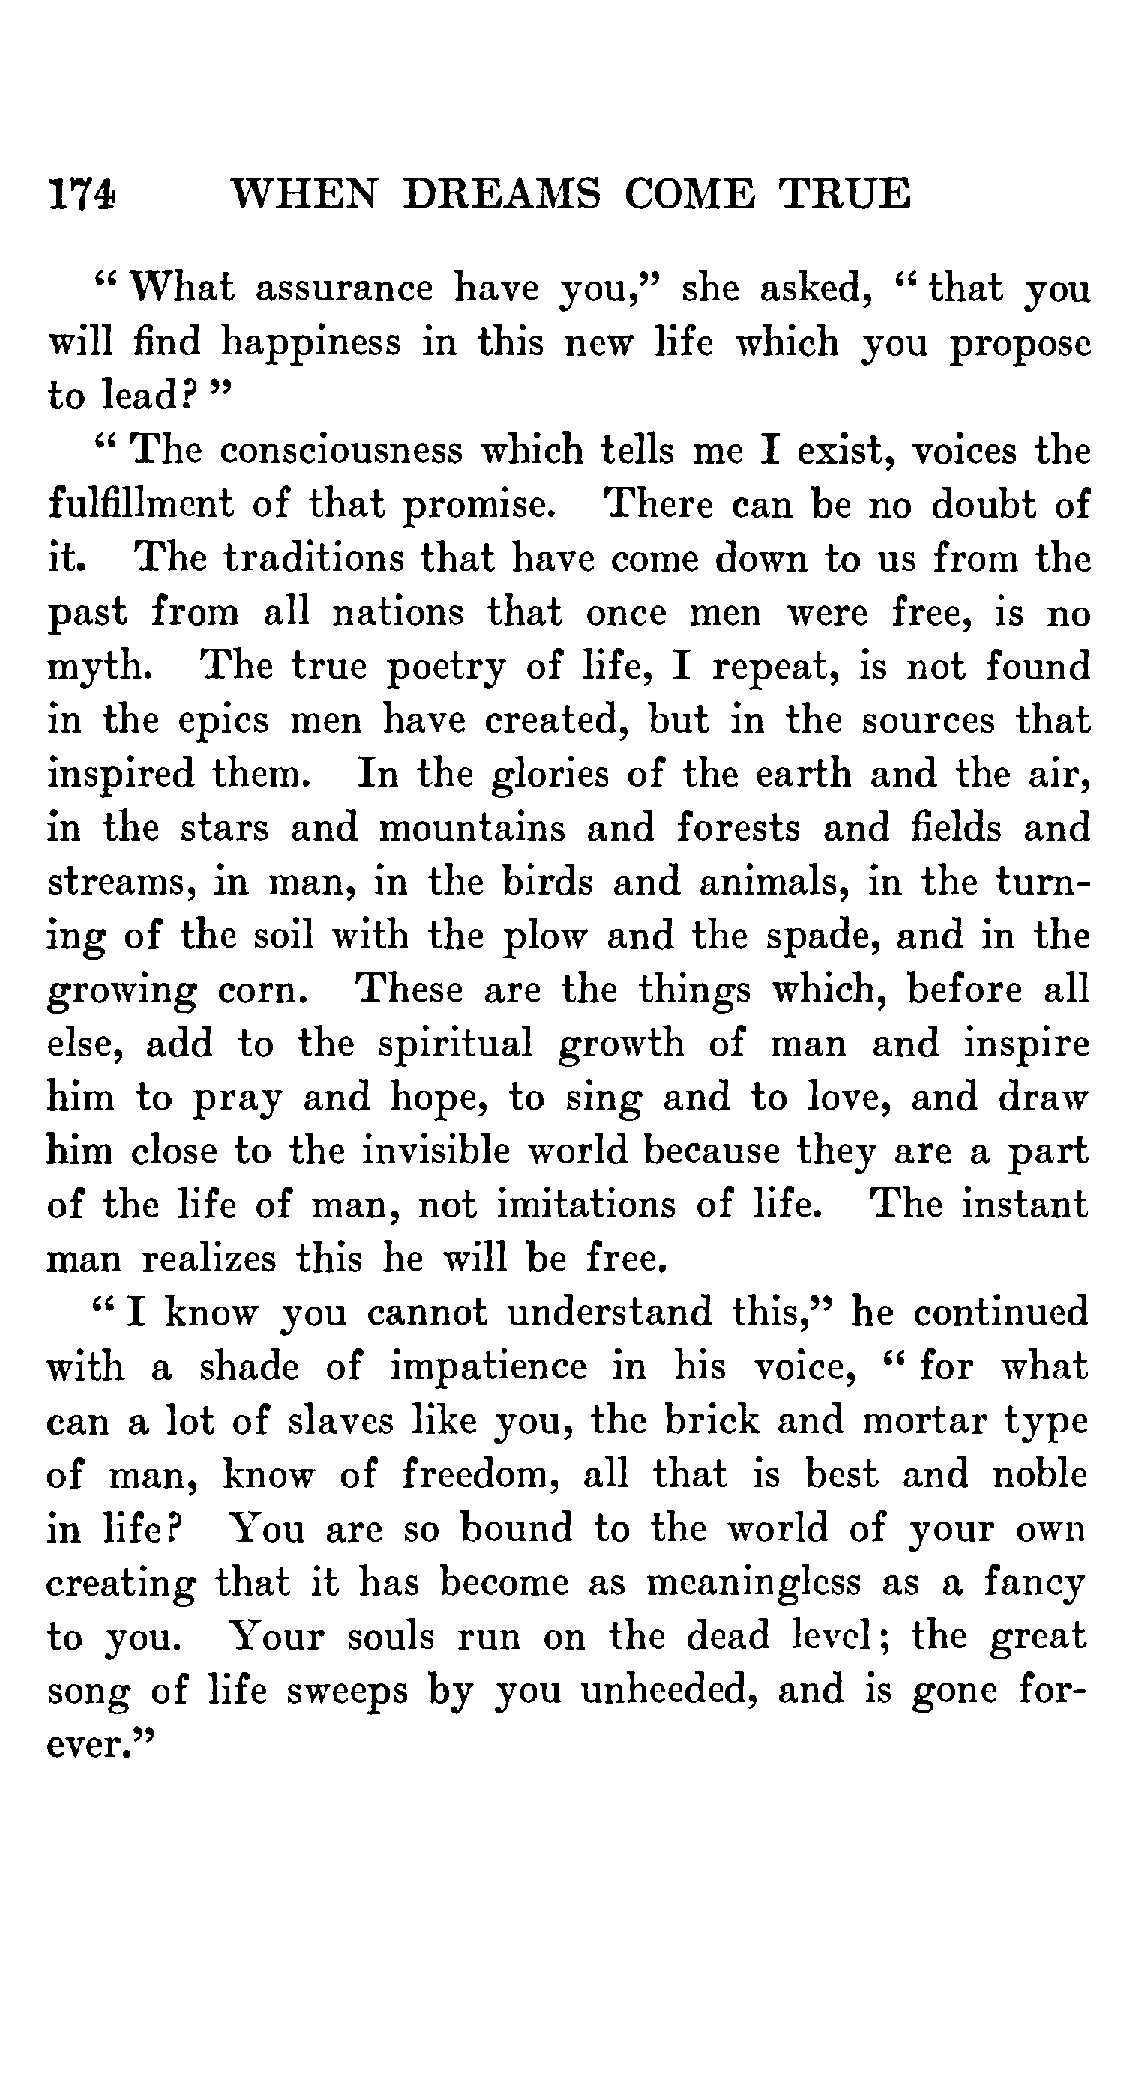 174 WHEN DREAMS COME TRUE
“ What assurance have you,” she asked, “ that you
will find happiness in this new life which you propose
to lead? ”
“ The consciousness which tells me I exist, voices the
fulfillment of that promise. There can be no doubt of
it. The traditions that have come down to us from the
past from all nations that once men were free, is no
myth. The true poetry of life, I repeat, is not found
in the epics men have created, but in the sources that
inspired them. In the glories of the earth and the air,
in the stars and mountains and forests and fields and
streams, in man, in the birds and animals, in the turn-
ing of the soil with the plow and the spade, and in the
growing corn. These are the things which, before all
else, add to the spiritual growth of man and inspire
him to pray and hope, to sing and to love, and draw
him close to the invisible world because they are a part
of the life of man, not imitations of life. The instant
man realizes this he will be free.
“ I know you cannot understand this,” he continued
with a shade of impatience in his voice, “ for what
can a lot of slaves like you, the brick and mortar type
of man, know of freedom, all that is best and noble
in life? You are so bound to the world of your own
creating that it has become as meaningless as a fancy
to you. Your souls run on the dead level; the great
song of life sweeps by you unheeded, and is gone for-
ever.”